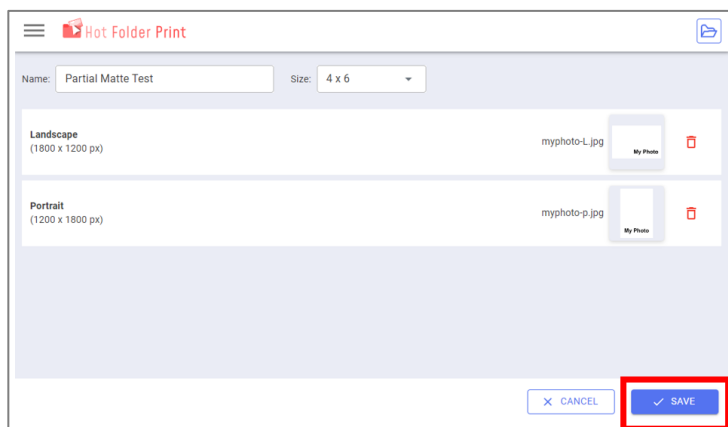 Hot Folder Print
Name: Partial Matte Test Size: 4 x 6
Landscape
(1800 x 1200 px)
myphoto-L.jpg
My Photo
Portrait
(1200 x 1800 px)
myphoto-p.jpg
My Photo
CANCEL
SAVE